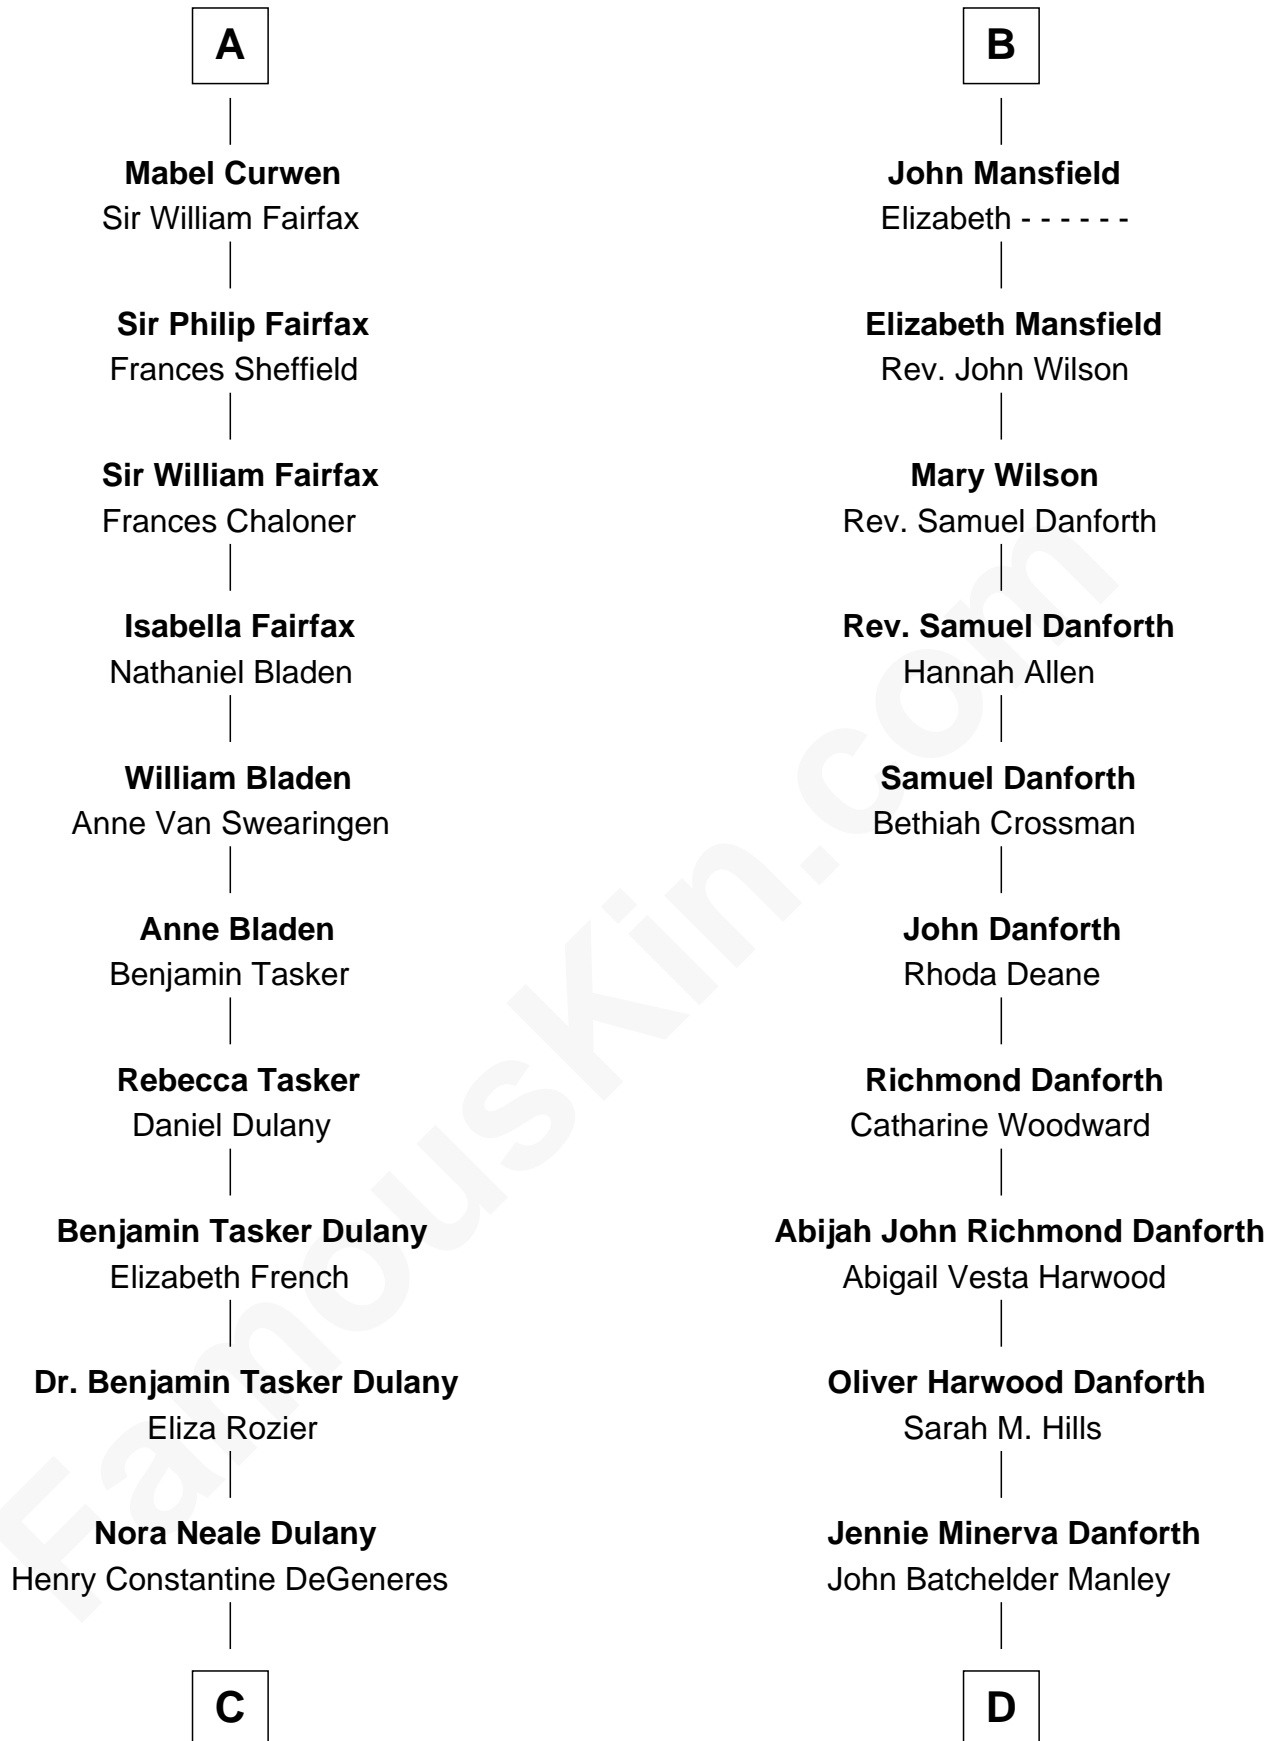 A
Mabel Curwen
Sir William Fairfax
Sir Philip Fairfax
Frances Sheffield
Sir William Fairfax
Frances Chaloner
Isabella Fairfax
Nathaniel Bladen
William Bladen
Anne Van Swearingen
Anne Bladen
Benjamin Tasker
Rebecca Tasker
Daniel Dulany
Benjamin Tasker Dulany
Elizabeth French
Dr. Benjamin Tasker Dulany
Eliza Rozier
Nora Neale Dulany
Henry Constantine DeGeneres
C
B
John Mansfield
Elizabeth - - - - - -
Elizabeth Mansfield
Rev. John Wilson
Mary Wilson
Rev. Samuel Danforth
Rev. Samuel Danforth
Hannah Allen
Samuel Danforth
Bethiah Crossman
John Danforth
Rhoda Deane
Richmond Danforth
Catharine Woodward
Abijah John Richmond Danforth
Abigail Vesta Harwood
Oliver Harwood Danforth
Sarah M. Hills
Jennie Minerva Danforth
John Batchelder Manley
D
FamousKin.com